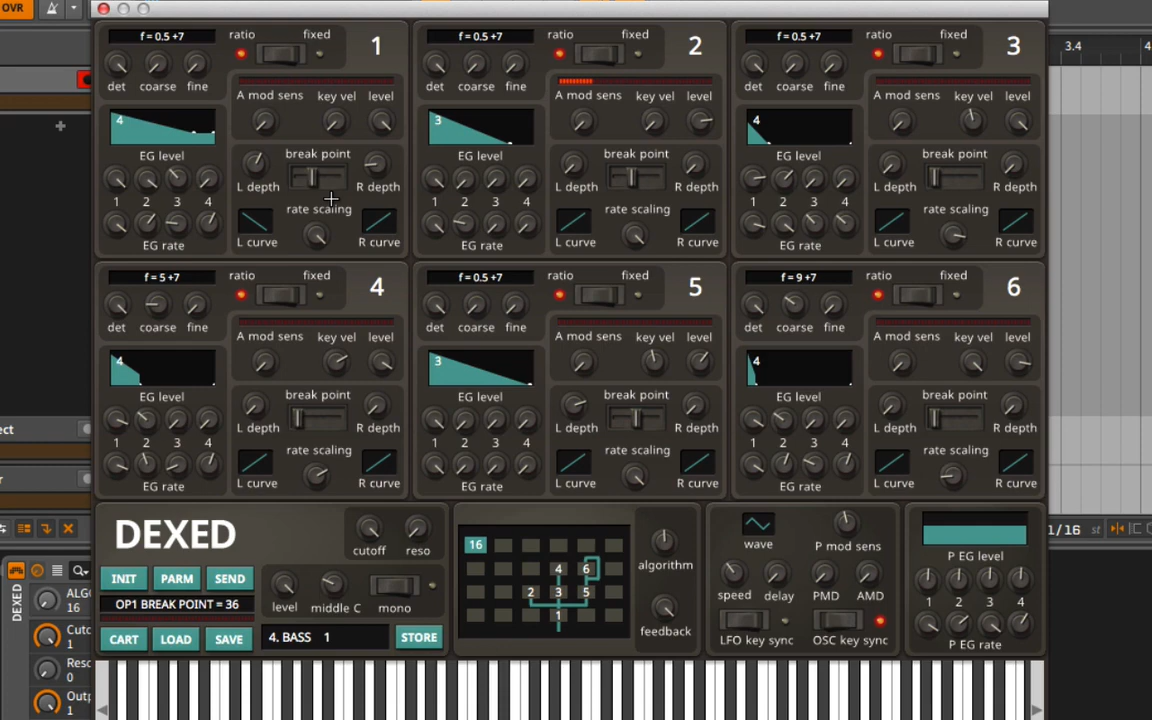 OVR
3.4
4
f = 0.5 +7
ratio
fixed
1
det
coarse
fine
A mod sens
key vel
level
4
EG level
break point
L depth
R depth
1 2 3 4
rate scaling
EG rate
L curve
R curve
f = 0.5 +7
ratio
fixed
2
det
coarse
fine
A mod sens
key vel
level
3
EG level
break point
L depth
R depth
1 2 3 4
rate scaling
EG rate
L curve
R curve
f = 0.5 +7
ratio
fixed
3
det
coarse
fine
A mod sens
key vel
level
4
EG level
break point
L depth
R depth
1 2 3 4
rate scaling
EG rate
L curve
R curve
f = 5 +7
ratio
fixed
4
det
coarse
fine
A mod sens
key vel
level
4
EG level
break point
L depth
R depth
1 2 3 4
rate scaling
EG rate
L curve
R curve
f = 0.5 +7
ratio
fixed
5
det
coarse
fine
A mod sens
key vel
level
3
EG level
break point
L depth
R depth
1 2 3 4
rate scaling
EG rate
L curve
R curve
f = 9 +7
ratio
fixed
6
det
coarse
fine
A mod sens
key vel
level
4
EG level
break point
L depth
R depth
1 2 3 4
rate scaling
EG rate
L curve
R curve
ect
r
DEXED
cutoff
reso
INIT
PARM
SEND
OP1 BREAK POINT = 36
level
middle C
mono
CART
LOAD
SAVE
4. BASS 1
STORE
16
4 6
2 3 5
1
algorithm
feedback
wave
P mod sens
speed
delay
PMD
AMD
LFO key sync
OSC key sync
P EG level
1 2 3 4
P EG rate
1/16
st
DEXED
ALGO
16
Cuto
1
Reso
0
Outp
1